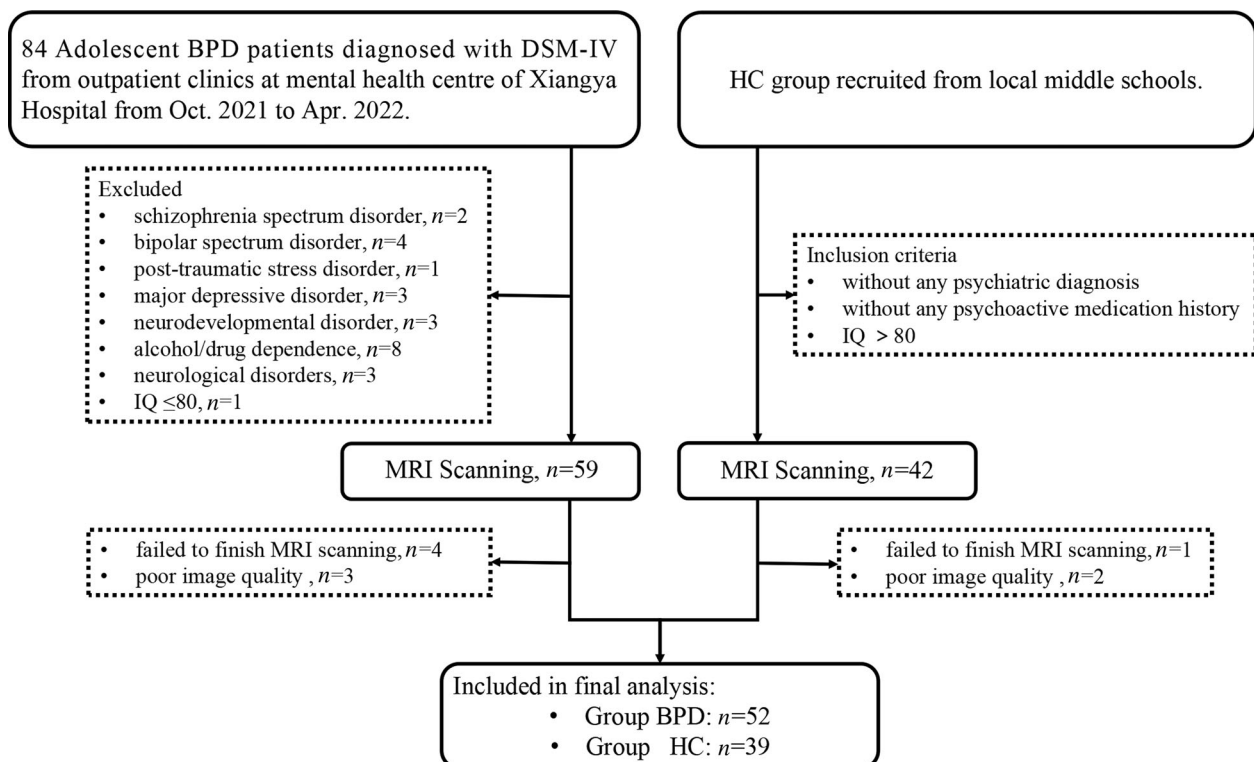 84 Adolescent BPD patients diagnosed with DSM-IV
from outpatient clinics at mental health centre of Xiangya
Hospital from Oct. 2021 to Apr. 2022.
HC group recruited from local middle schools.
Excluded
• schizophrenia spectrum disorder, n=2
• bipolar spectrum disorder, n=4
• post-traumatic stress disorder, n=1
• major depressive disorder, n=3
• neurodevelopmental disorder, n=3
• alcohol/drug dependence, n=8
• neurological disorders, n=3
• IQ ≤80, n=1
Inclusion criteria
• without any psychiatric diagnosis
• without any psychoactive medication history
• IQ > 80
MRI Scanning, n=59
MRI Scanning, n=42
• failed to finish MRI scanning, n=4
• poor image quality , n=3
• failed to finish MRI scanning, n=1
• poor image quality , n=2
Included in final analysis:
• Group BPD: n=52
• Group HC: n=39